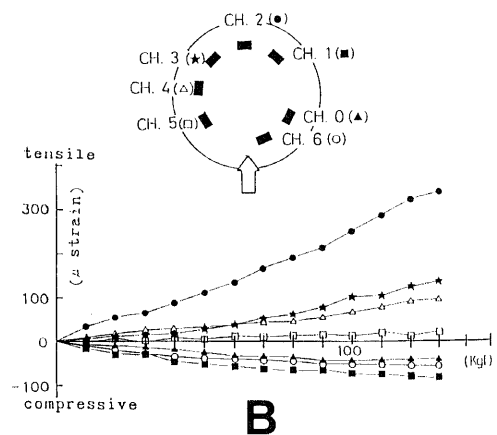 CH. 2(●)
CH. 3(★)
CH. 1(■)
CH. 4(△)
CH. 5(□)
CH. 0(▲)
CH. 6(○)
tensile
300
(μ strain)
100
0
100
(Kgf)
-100
compressive
B